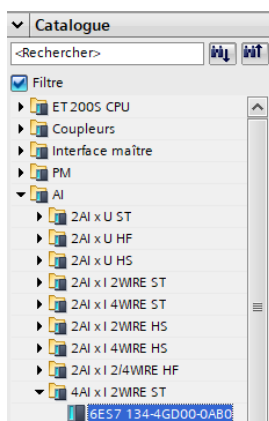 Catalogue
<Rechercher>
Filtre
ET 200S CPU
Coupleurs
Interface maître
PM
AI
2AI x U ST
2AI x U HF
2AI x U HS
2AI x I 2WIRE ST
2AI x I 4WIRE ST
2AI x I 2WIRE HS
2AI x I 4WIRE HS
2AI x I 2/4WIRE HF
4AI x I 2WIRE ST
6ES7 134-4GD00-0AB0